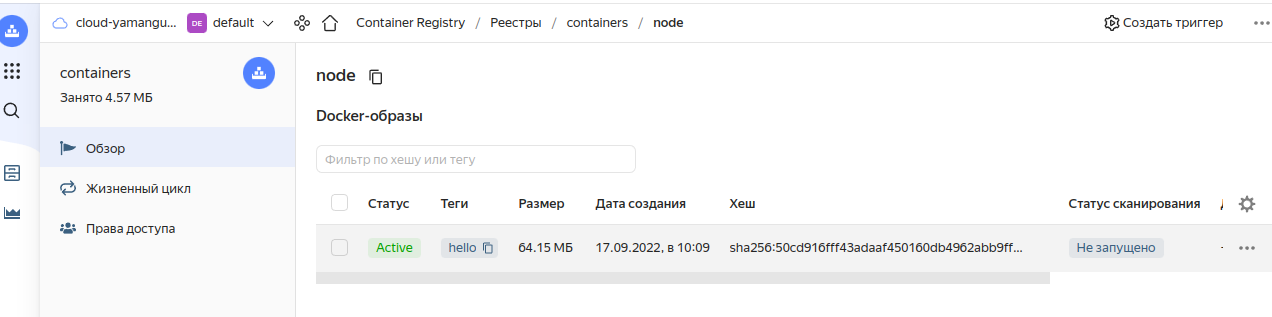 cloud-yamangu... DE default Container Registry / Реестры / containers / node Создать триггер
containers
Занято 4.57 МБ
Обзор
Жизненный цикл
Права доступа
node
Docker-образы
Фильтр по хешу или тегу
Статус Теги Размер Дата создания Хеш Статус сканирования
Active hello 64.15 МБ 17.09.2022, в 10:09 sha256:50cd916fff43adaaf450160db4962abb9ff... Не запущено